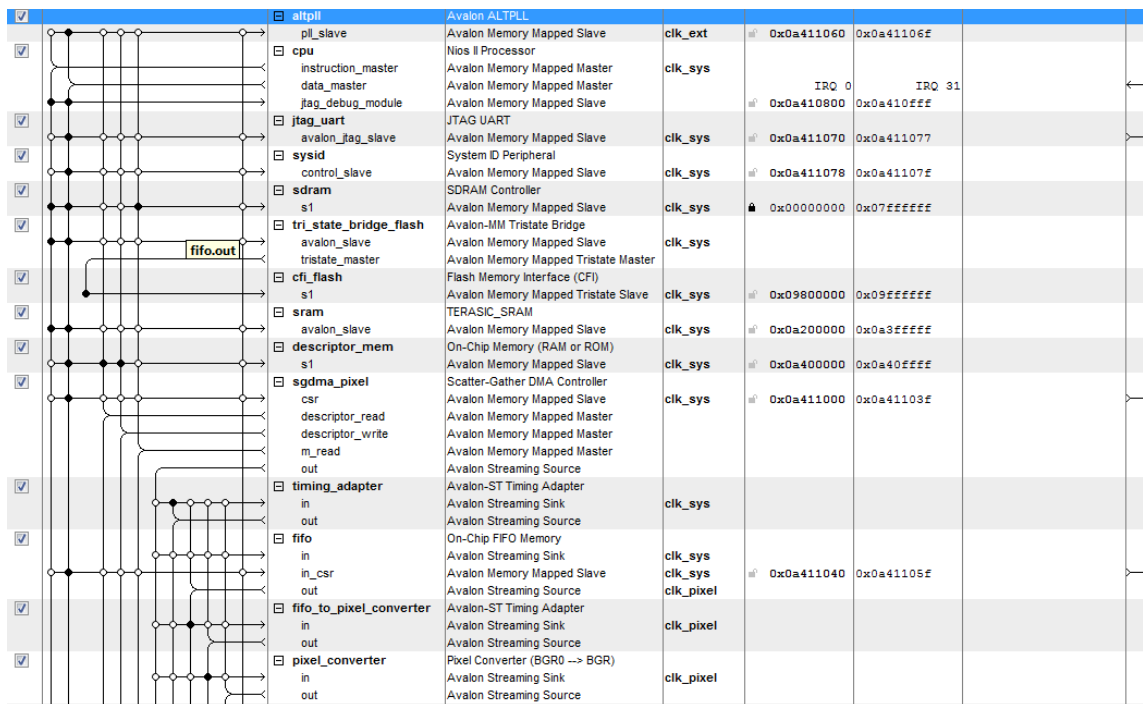 altpll Avalon ALTPLL
pll_slave Avalon Memory Mapped Slave clk_ext 0x0a411060 0x0a41106f
cpu Nios II Processor
instruction_master Avalon Memory Mapped Master clk_sys
data_master Avalon Memory Mapped Master IRQ 0 IRQ 31
jtag_debug_module Avalon Memory Mapped Slave 0x0a410800 0x0a410fff
jtag_uart JTAG UART
avalon_jtag_slave Avalon Memory Mapped Slave clk_sys 0x0a411070 0x0a411077
sysid System ID Peripheral
control_slave Avalon Memory Mapped Slave clk_sys 0x0a411078 0x0a41107f
sdram SDRAM Controller
s1 Avalon Memory Mapped Slave clk_sys 0x00000000 0x07ffffff
tri_state_bridge_flash Avalon-MM Tristate Bridge
avalon_slave Avalon Memory Mapped Slave clk_sys
fifo.out
tristate_master Avalon Memory Mapped Tristate Master
cfi_flash Flash Memory Interface (CFI)
s1 Avalon Memory Mapped Tristate Slave clk_sys 0x09800000 0x09ffffff
sram TERASIC_SRAM
avalon_slave Avalon Memory Mapped Slave clk_sys 0x0a200000 0x0a3fffff
descriptor_mem On-Chip Memory (RAM or ROM)
s1 Avalon Memory Mapped Slave clk_sys 0x0a400000 0x0a40ffff
sgdma_pixel Scatter-Gather DMA Controller
csr Avalon Memory Mapped Slave clk_sys 0x0a411000 0x0a41103f
descriptor_read Avalon Memory Mapped Master
descriptor_write Avalon Memory Mapped Master
m_read Avalon Memory Mapped Master
out Avalon Streaming Source
timing_adapter Avalon-ST Timing Adapter
in Avalon Streaming Sink clk_sys
out Avalon Streaming Source
fifo On-Chip FIFO Memory
in Avalon Streaming Sink clk_sys
in_csr Avalon Memory Mapped Slave clk_sys 0x0a411040 0x0a41105f
out Avalon Streaming Source clk_pixel
fifo_to_pixel_converter Avalon-ST Timing Adapter
in Avalon Streaming Sink clk_pixel
out Avalon Streaming Source
pixel_converter Pixel Converter (BGR0 --> BGR)
in Avalon Streaming Sink clk_pixel
out Avalon Streaming Source